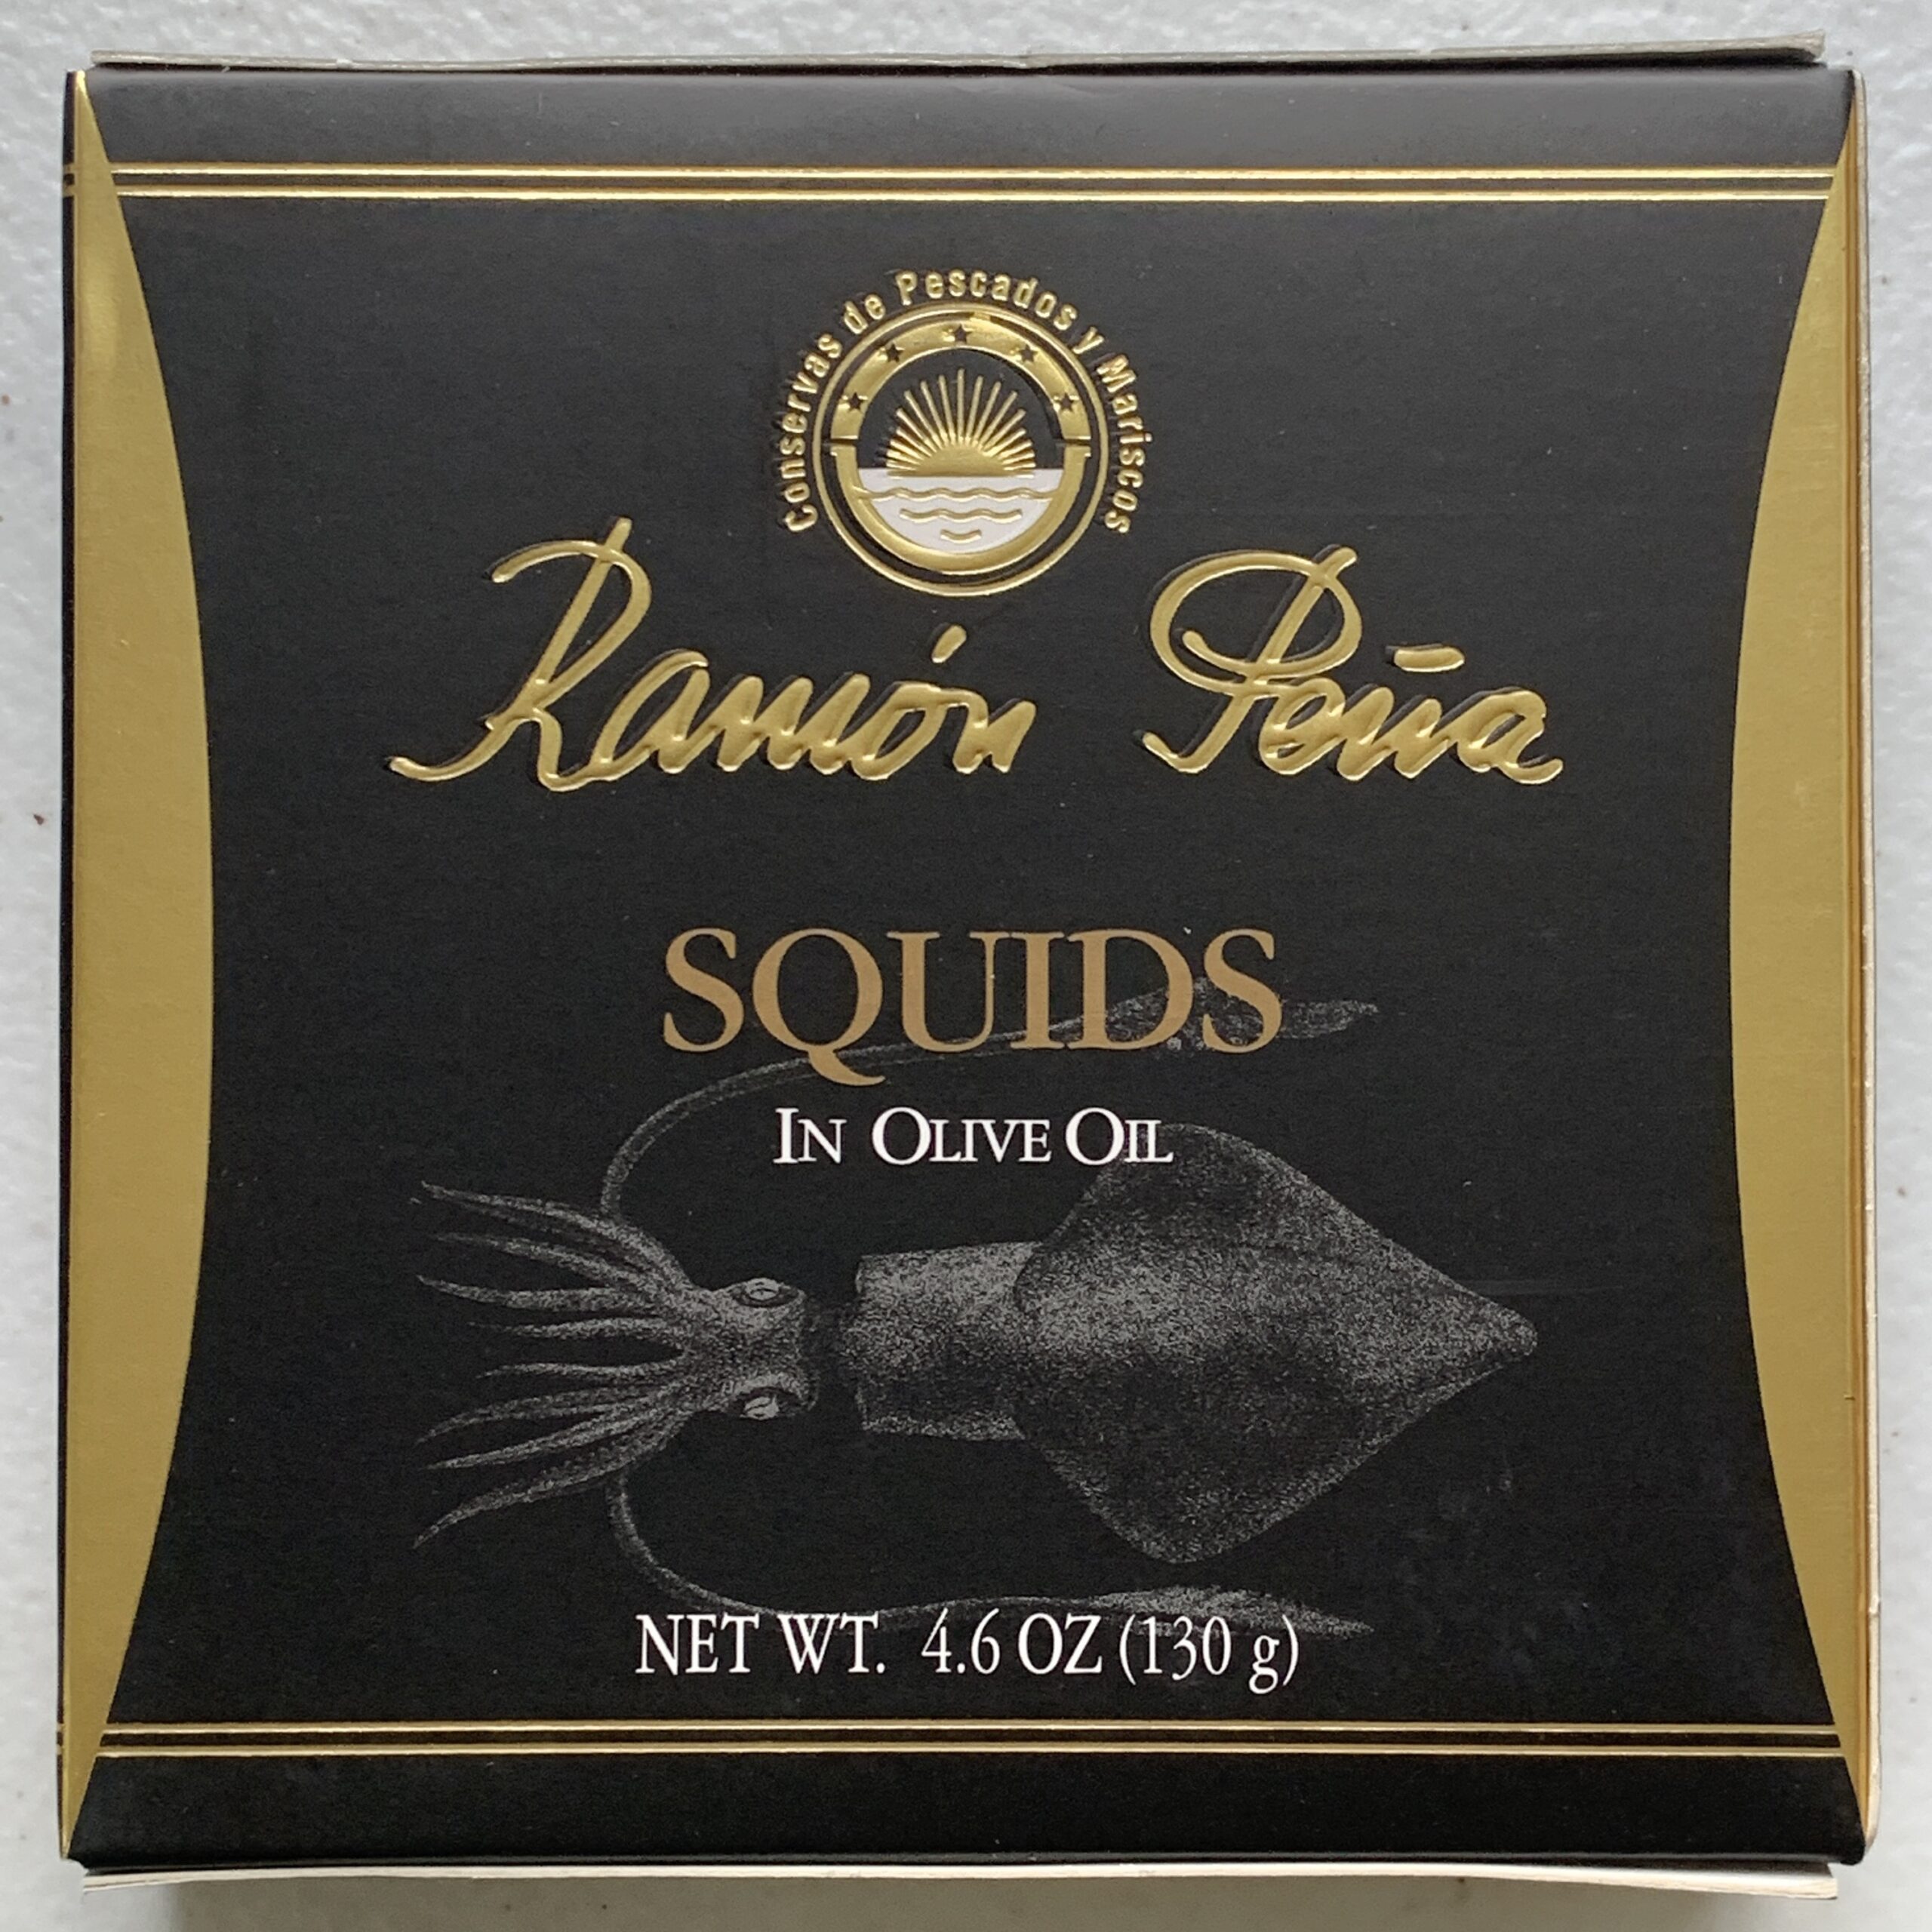 Conservas de Pescados y Mariscos
Ramón Peña
SQUIDS
IN OLIVE OIL
NET WT. 4.6 OZ (130 g)